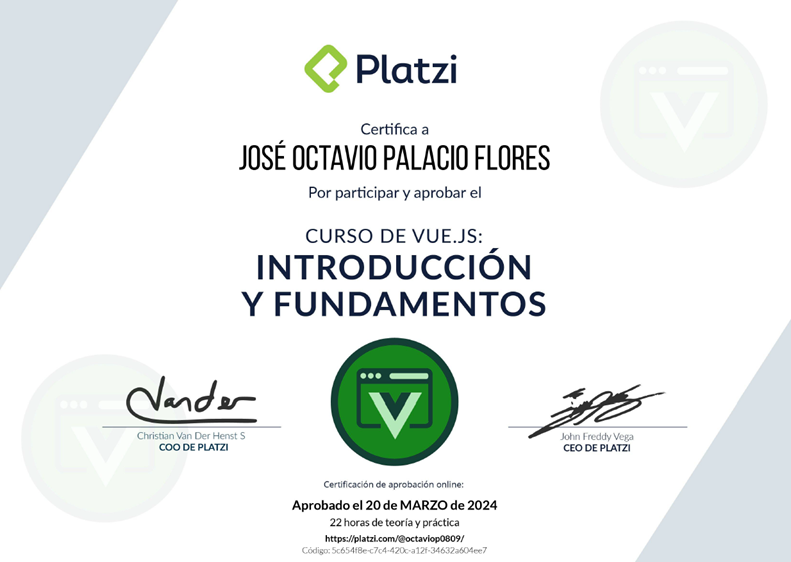 Platzi
Certifica a
JOSÉ OCTAVIO PALACIO FLORES
Por participar y aprobar el
CURSO DE VUE.JS:
INTRODUCCIÓN
Y FUNDAMENTOS
Christian Van Der Henst S
COO DE PLATZI
John Freddy Vega
CEO DE PLATZI
Certificación de aprobación online:
Aprobado el 20 de MARZO de 2024
22 horas de teoría y práctica
https://platzi.com/@octaviop0809/
Código: 5c654f8e-c7c4-420c-a12f-34632a604ee7